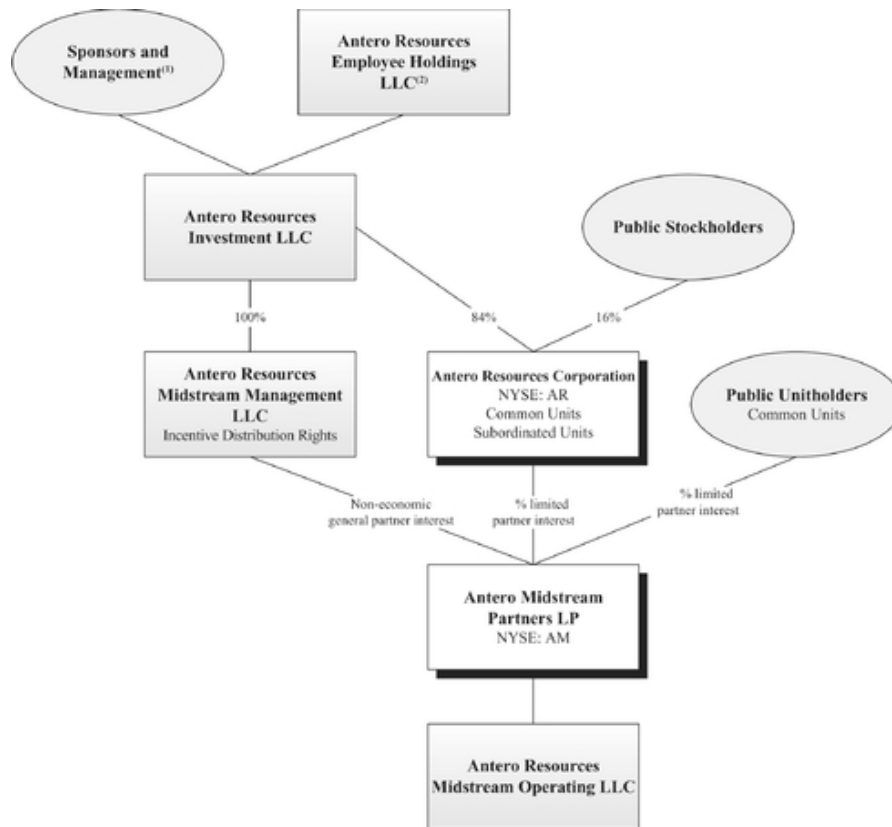 Sponsors and
Management(1)
Antero Resources
Employee Holdings
LLC(2)
Antero Resources
Investment LLC
Public Stockholders
100%
84%
16%
Antero Resources
Midstream Management
LLC
Incentive Distribution Rights
Antero Resources Corporation
NYSE: AR
Common Units
Subordinated Units
Public Unitholders
Common Units
Non-economic
general partner interest
% limited
partner interest
% limited
partner interest
Antero Midstream
Partners LP
NYSE: AM
Antero Resources
Midstream Operating LLC